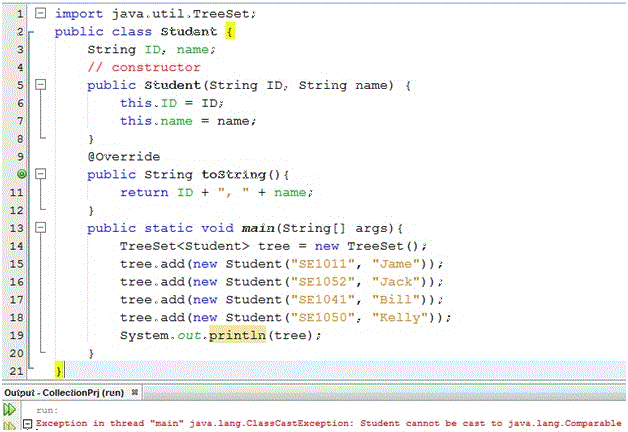 1 import java.util.TreeSet;
2 public class Student {
3 String ID, name;
4 // constructor
5 public Student(String ID, String name) {
6 this.ID = ID;
7 this.name = name;
8 }
9 @Override
public String toString(){
11 return ID + ", " + name;
12 }
13 public static void main(String[] args){
14 TreeSet<Student> tree = new TreeSet();
15 tree.add(new Student("SE1011", "Jame"));
16 tree.add(new Student("SE1052", "Jack"));
17 tree.add(new Student("SE1041", "Bill"));
18 tree.add(new Student("SE1050", "Kelly"));
19 System.out.println(tree);
20 }
21 }
Output - CollectionPrj (run)
run:
Exception in thread "main" java.lang.ClassCastException: Student cannot be cast to java.lang.Comparable